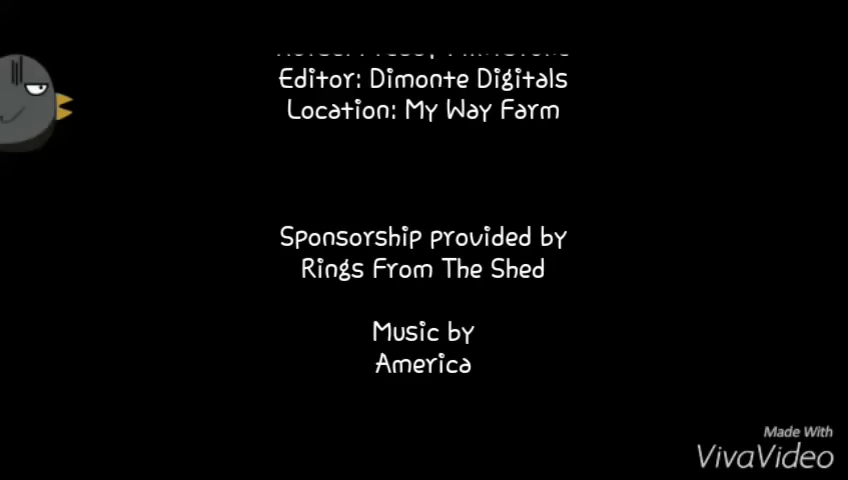 Editor: Dimonte Digitals
Location: My Way Farm
Sponsorship provided by
Rings From The Shed
Music by
America
Made With
VivaVideo